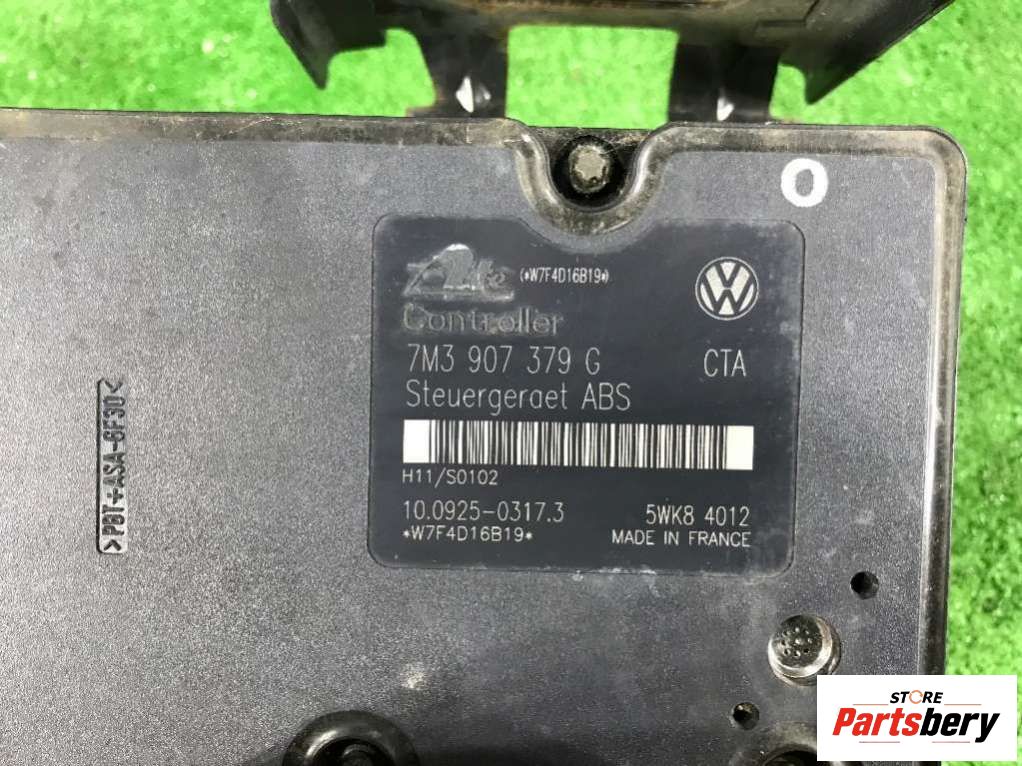 O
Ate (*W7F4D16B19*)
Controller
7M3 907 379 G CTA
Steuergeraet ABS
H11/S0102
10.0925-0317.3 5WK8 4012
*W7F4D16B19* MADE IN FRANCE
>PBT+ASA-GF30<
STORE
Partsbery